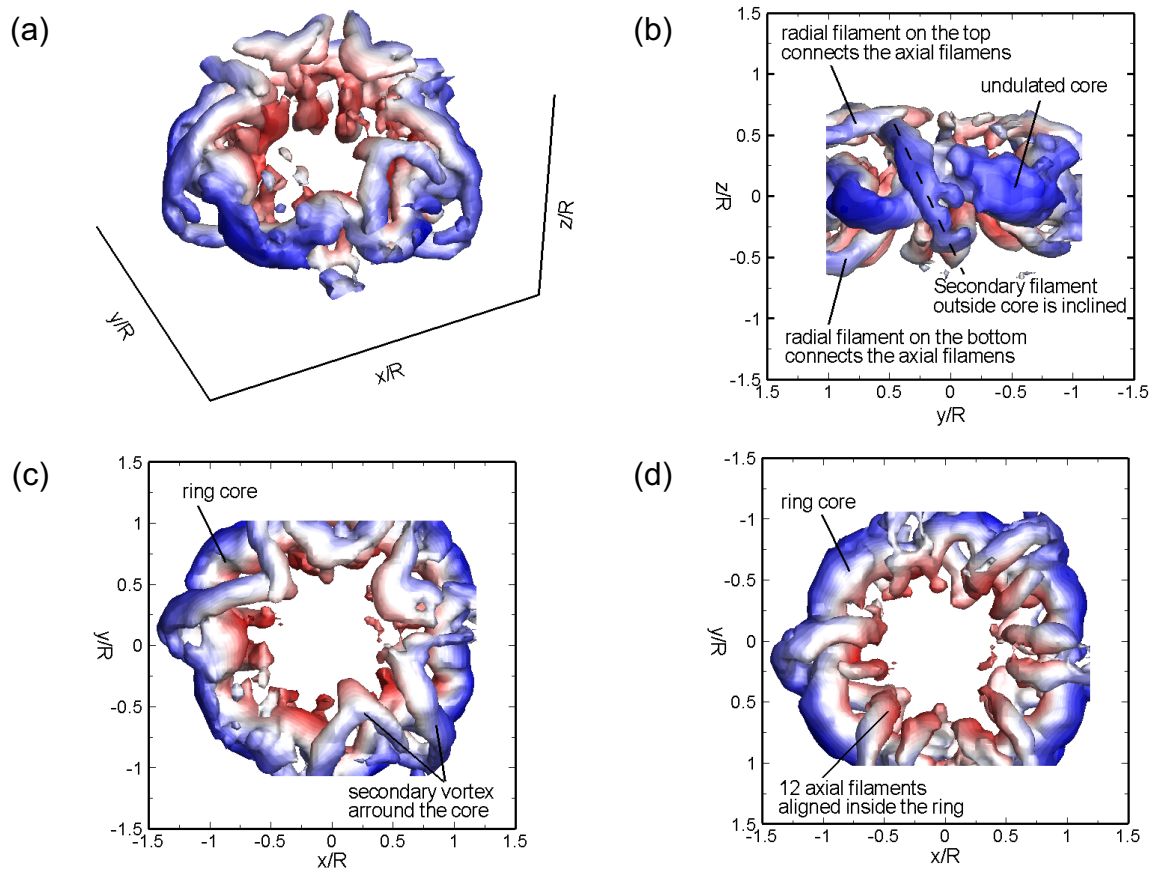 (a)
z/R
y/R
x/R
(b)
radial filament on the top
connects the axial filamens
undulated core
1.5
1
0.5
0
-0.5
-1
-1.5
z/R
Secondary filament
outside core is inclined
radial filament on the bottom
connects the axial filamens
1.5 1 0.5 0 -0.5 -1 -1.5
y/R
(c)
ring core
1.5
1
0.5
0
-0.5
-1
-1.5
y/R
secondary vortex
arround the core
-1.5 -1 -0.5 0 0.5 1 1.5
x/R
(d)
ring core
-1.5
-1
-0.5
0
0.5
1
1.5
y/R
12 axial filaments
aligned inside the ring
-1.5 -1 -0.5 0 0.5 1 1.5
x/R